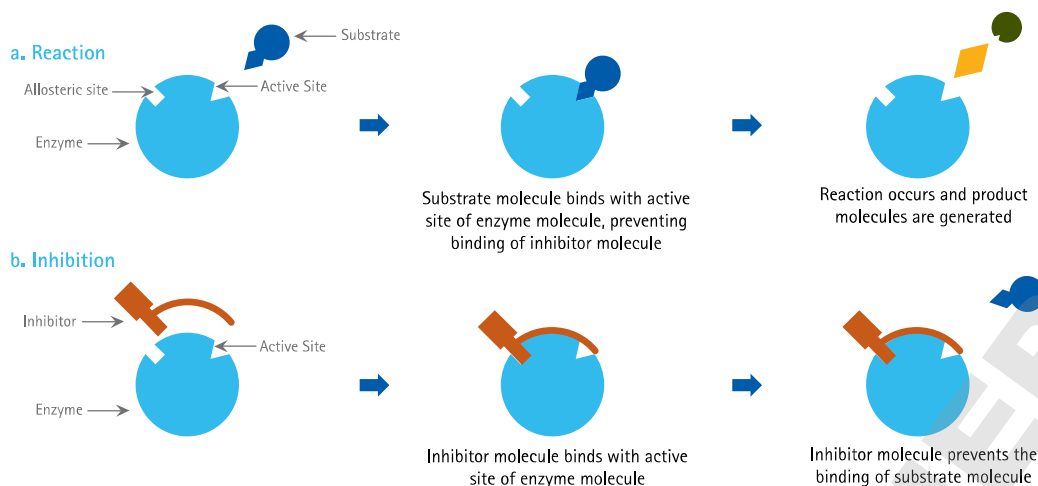 a. Reaction
Substrate
Allosteric site
Active Site
Enzyme
Substrate molecule binds with active
site of enzyme molecule, preventing
binding of inhibitor molecule
Reaction occurs and product
molecules are generated
b. Inhibition
Inhibitor
Active Site
Enzyme
Inhibitor molecule binds with active
site of enzyme molecule
Inhibitor molecule prevents the
binding of substrate molecule